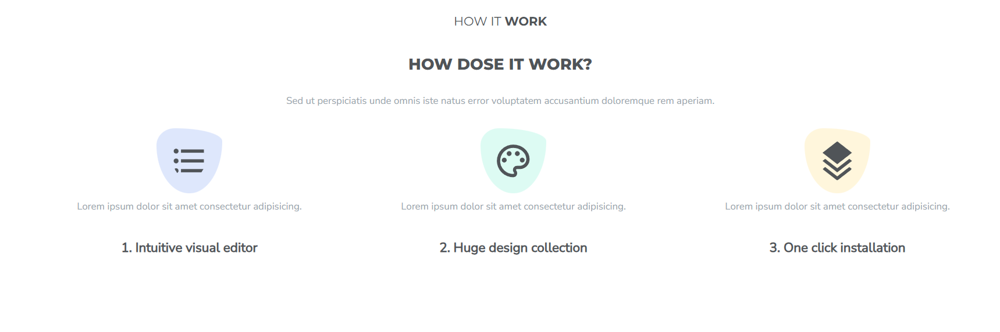 HOW IT WORK
HOW DOSE IT WORK?
Sed ut perspiciatis unde omnis iste natus error voluptatem accusantium doloremque rem aperiam.
Lorem ipsum dolor sit amet consectetur adipisicing.
1. Intuitive visual editor
Lorem ipsum dolor sit amet consectetur adipisicing.
2. Huge design collection
Lorem ipsum dolor sit amet consectetur adipisicing.
3. One click installation